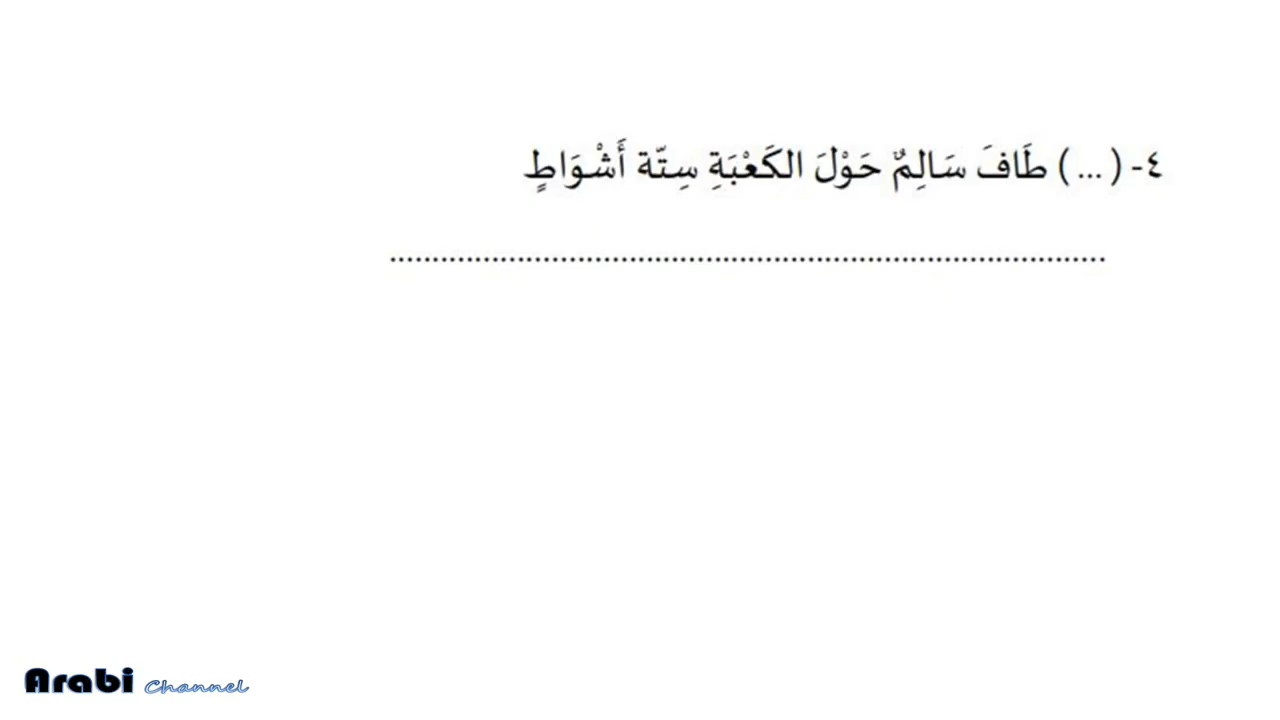 ٤- (...) طَافَ سَالِمٌ حَوْلَ الكَعْبَةِ سِتّة أَشْوَاطٍ
.....................................................................................
Arabi Channel